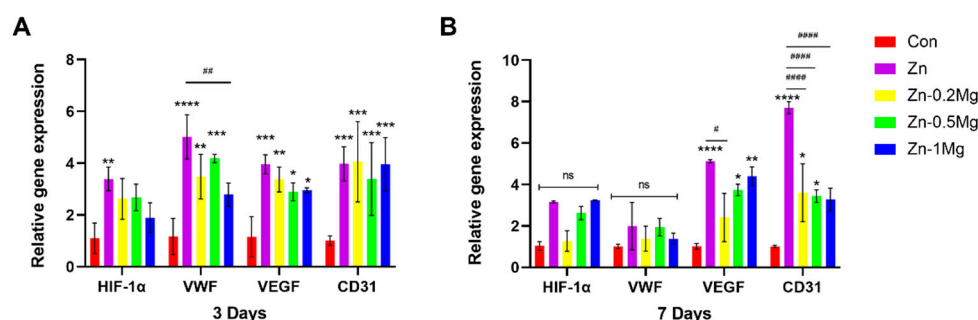 A
Relative gene expression
8
6
4
2
0
**
****
**
***
##
***
**
*
*
***
***
***
***
HIF-1α VWF VEGF CD31
3 Days
B
Relative gene expression
10
8
6
4
2
0
ns
ns
****
#
*
**
****
*
*
####
####
####
HIF-1α VWF VEGF CD31
7 Days
Con
Zn
Zn-0.2Mg
Zn-0.5Mg
Zn-1Mg